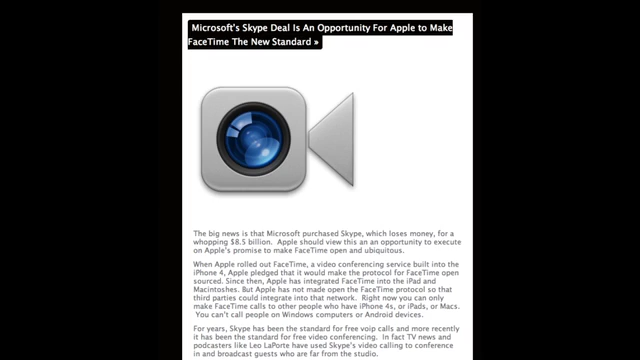 Microsoft's Skype Deal Is An Opportunity For Apple to Make
FaceTime The New Standard »
The big news is that Microsoft purchased Skype, which loses money, for a
whopping $8.5 billion. Apple should view this an an opportunity to execute
on Apple's promise to make FaceTime open and ubiquitous.
When Apple rolled out FaceTime, a video conferencing service built into the
iPhone 4, Apple pledged that it would make the protocol for FaceTime open
sourced. Since then, Apple has integrated FaceTime into the iPad and
Macintoshes. But Apple has not made open the FaceTime protocol so that
third parties could integrate into that network. Right now you can only
make FaceTime calls to other people who have iPhone 4s, or iPads, or Macs.
You can't call people on Windows computers or Android devices.
For years, Skype has been the standard for free voip calls and more recently
it has been the standard for free video conferencing. In fact TV news and
podcasters like Leo LaPorte have used Skype's video calling to conference
in and broadcast guests who are far from the studio.